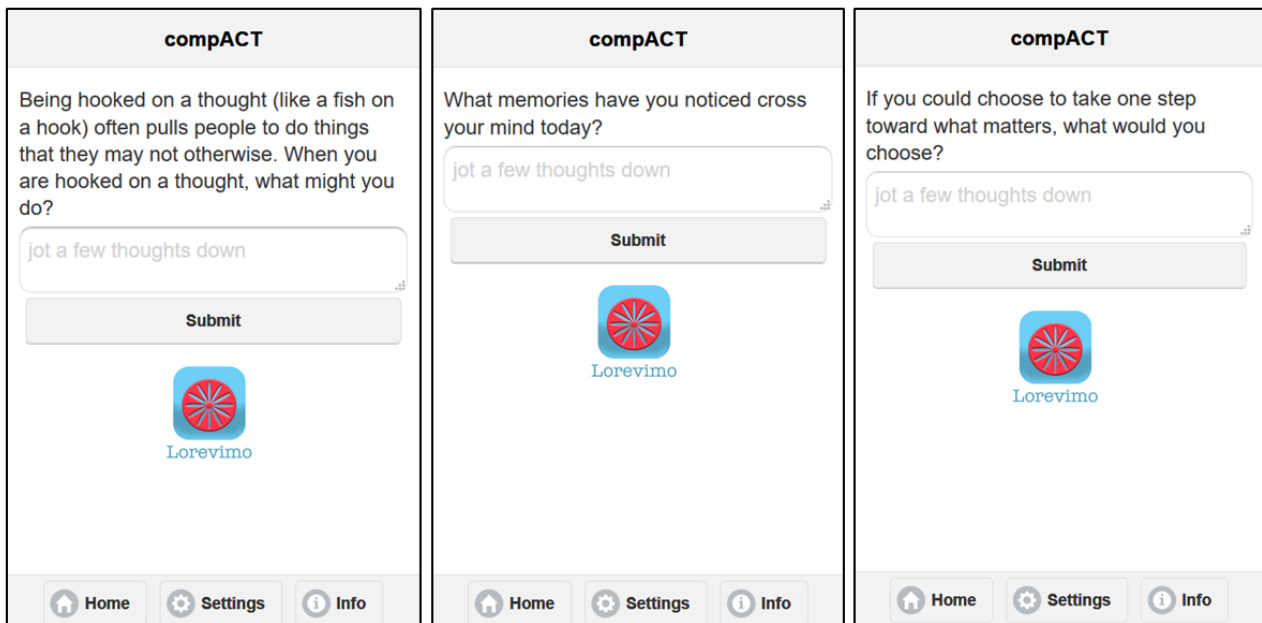 compACT
Being hooked on a thought (like a fish on
a hook) often pulls people to do things
that they may not otherwise. When you
are hooked on a thought, what might you
do?
jot a few thoughts down
Submit
Lorevimo
Home Settings Info
compACT
What memories have you noticed cross
your mind today?
jot a few thoughts down
Submit
Lorevimo
Home Settings Info
compACT
If you could choose to take one step
toward what matters, what would you
choose?
jot a few thoughts down
Submit
Lorevimo
Home Settings Info